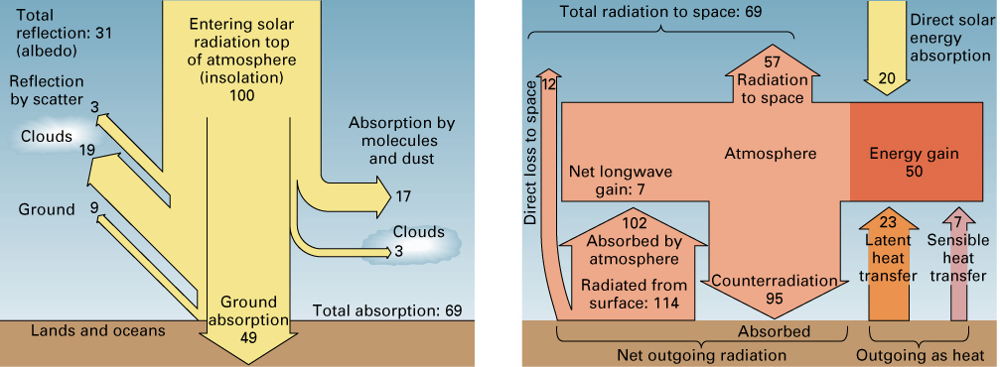 Total
reflection: 31
(albedo)
Entering solar
radiation top
of atmosphere
(insolation)
100
Reflection
by scatter
3
Clouds
19
Ground
9
Absorption by
molecules
and dust
17
Clouds
3
Ground
absorption
49
Total absorption: 69
Lands and oceans
Total radiation to space: 69
Direct solar
energy
absorption
20
57
Radiation
to space
12
Direct loss to space
Atmosphere
Energy gain
50
Net longwave
gain: 7
102
Absorbed by
atmosphere
Radiated from
surface: 114
Counterradiation
95
23
Latent
heat
transfer
7
Sensible
heat
transfer
Absorbed
Net outgoing radiation
Outgoing as heat